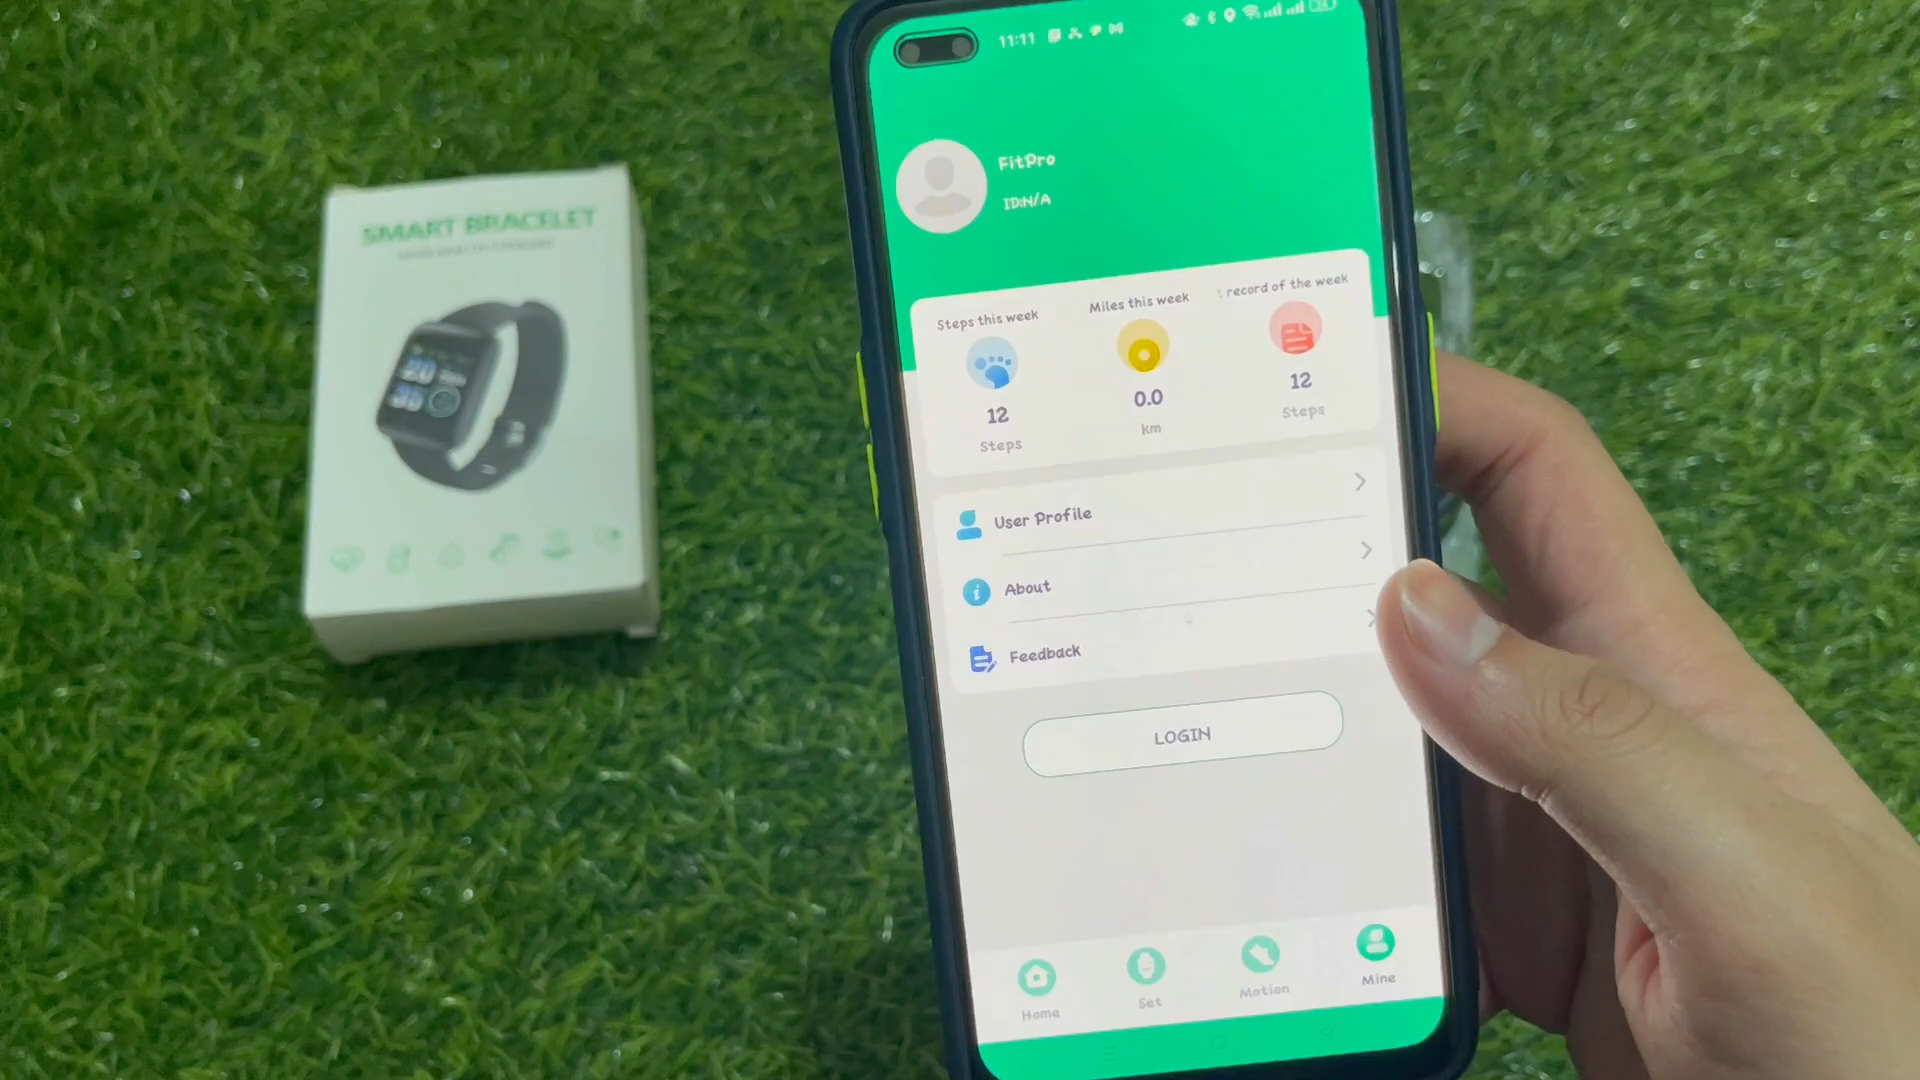 SMART BRACELET
11:11
FitPro
ID:N/A
Steps this week
12
Steps
Miles this week
0.0
km
record of the week
12
Steps
User Profile
About
Feedback
LOGIN
Home
Set
Motion
Mine